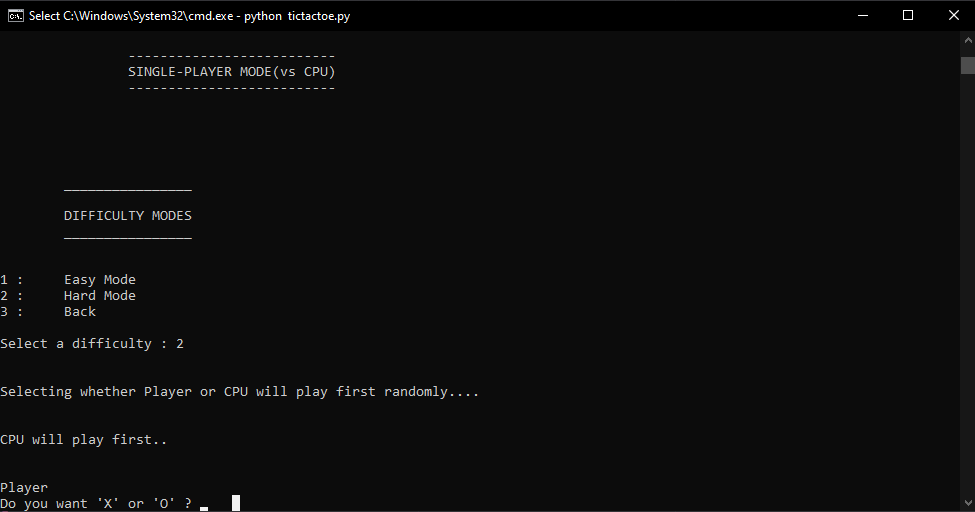 Select C:\Windows\System32\cmd.exe - python  tictactoe.py
--------------------------
SINGLE-PLAYER MODE(vs CPU)
--------------------------
________________
DIFFICULTY MODES
________________
1 :     Easy Mode
2 :     Hard Mode
3 :     Back
Select a difficulty : 2
Selecting whether Player or CPU will play first randomly....
CPU will play first..
Player
Do you want 'X' or 'O' ? _